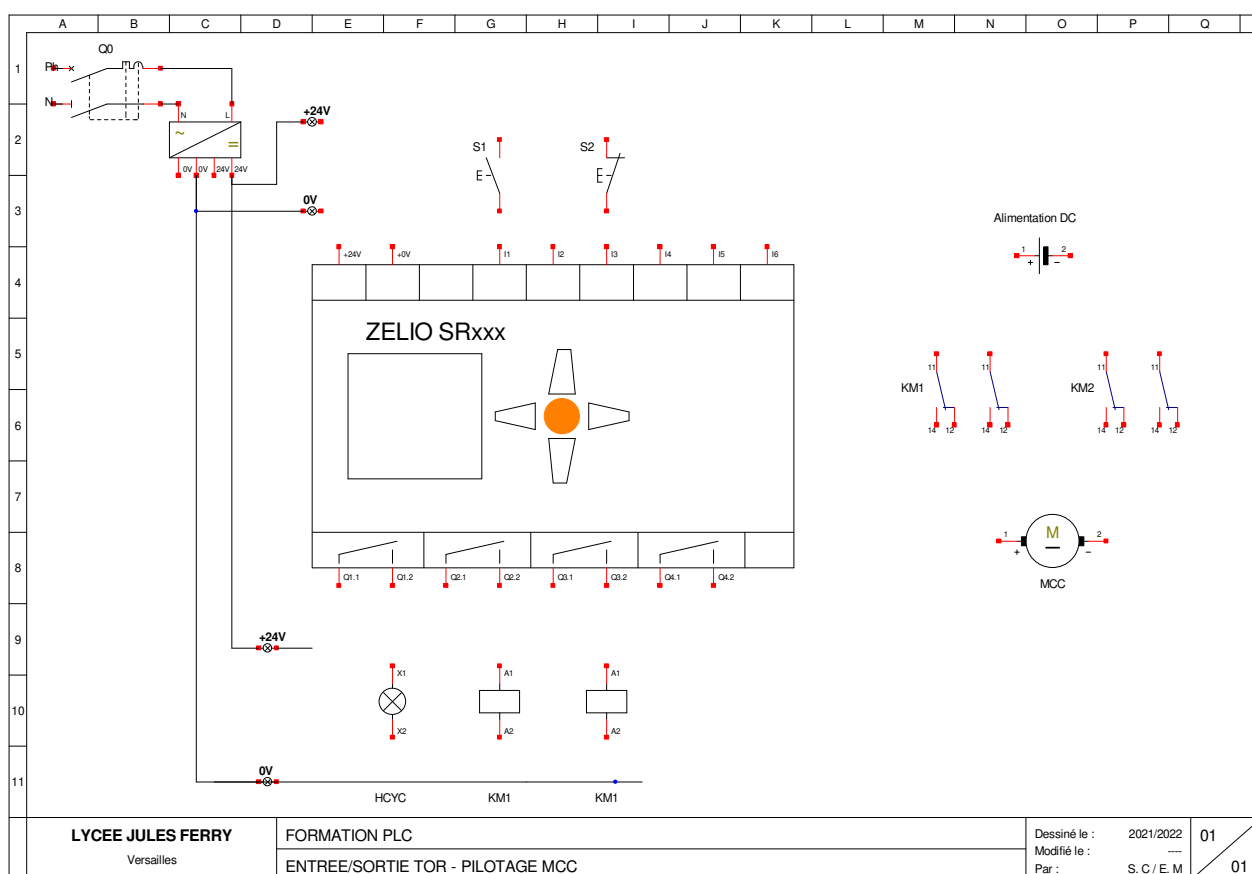 A B C D E F G H I J K L M N O P Q
1
2
3
4
5
6
7
8
9
10
11
Q0
Ph
N
N L
~
=
0V 0V 24V 24V
+24V
0V
S1 S2
E E
+24V +0V I1 I2 I3 I4 I5 I6
ZELIO SRxxx
Q1.1 Q1.2 Q2.1 Q2.2 Q3.1 Q3.2 Q4.1 Q4.2
Alimentation DC
1 2
+ −
KM1 11 11 KM2 11 11
14 12 14 12 14 12 14 12
M
1 2
+ −
MCC
+24V
X1 A1 A1
X2 A2 A2
0V
HCYC KM1 KM1
LYCEE JULES FERRY
Versailles
FORMATION PLC
ENTREE/SORTIE TOR - PILOTAGE MCC
Dessiné le : 2021/2022
Modifié le : ----
Par : S. C / E. M
01
01